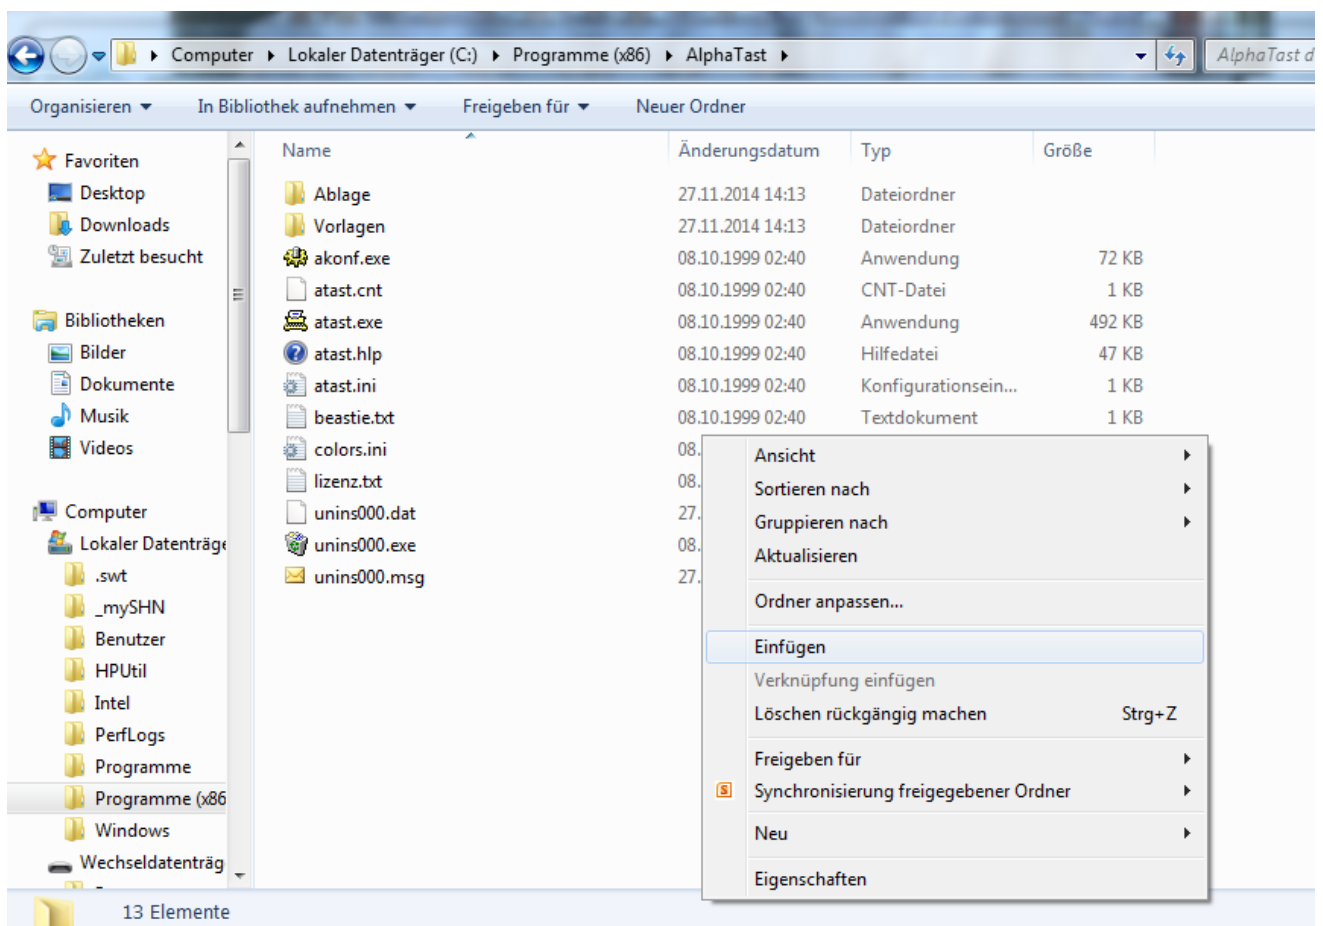 Computer ▸ Lokaler Datenträger (C:) ▸ Programme (x86) ▸ AlphaTast ▸
AlphaTast d
Organisieren In Bibliothek aufnehmen Freigeben für Neuer Ordner
Favoriten
Desktop
Downloads
Zuletzt besucht
Bibliotheken
Bilder
Dokumente
Musik
Videos
Computer
Lokaler Datenträge
.swt
_mySHN
Benutzer
HPUtil
Intel
PerfLogs
Programme
Programme (x86
Windows
Wechseldatenträg
Name Änderungsdatum Typ Größe
Ablage 27.11.2014 14:13 Dateiordner
Vorlagen 27.11.2014 14:13 Dateiordner
akonf.exe 08.10.1999 02:40 Anwendung 72 KB
atast.cnt 08.10.1999 02:40 CNT-Datei 1 KB
atast.exe 08.10.1999 02:40 Anwendung 492 KB
atast.hlp 08.10.1999 02:40 Hilfedatei 47 KB
atast.ini 08.10.1999 02:40 Konfigurationsein... 1 KB
beastie.txt 08.10.1999 02:40 Textdokument 1 KB
colors.ini 08.
lizenz.txt 08.
unins000.dat 27.
unins000.exe 08.
unins000.msg 27.
Ansicht
Sortieren nach
Gruppieren nach
Aktualisieren
Ordner anpassen...
Einfügen
Verknüpfung einfügen
Löschen rückgängig machen Strg+Z
Freigeben für
S Synchronisierung freigegebener Ordner
Neu
Eigenschaften
13 Elemente